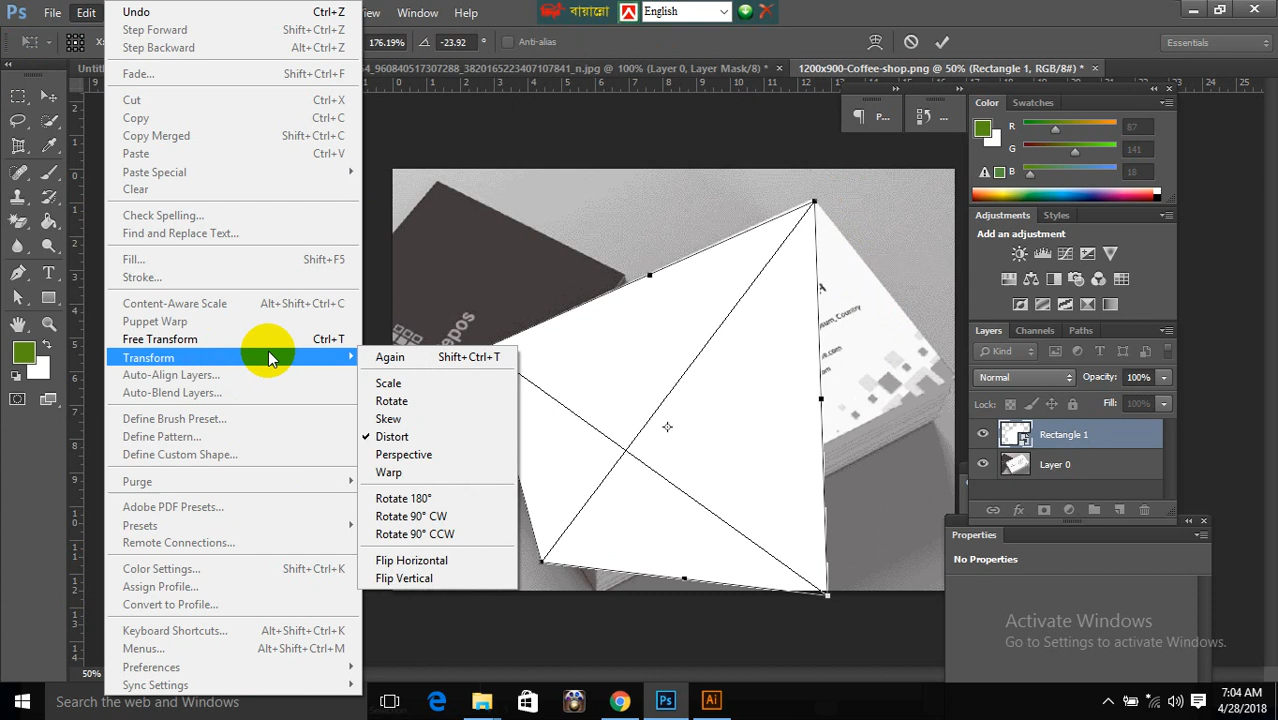 Ps File Edit View Window Help
বায়ান্নো English
X: 176.19% -23.92 ° Anti-alias Essentials
4_960840517307288_3820165223407107841_n.jpg @ 100% (Layer 0, Layer Mask/8) * ×
1200x900-Coffee-shop.png @ 50% (Rectangle 1, RGB/8#) * ×
Undo Ctrl+Z
Step Forward Shift+Ctrl+Z
Step Backward Alt+Ctrl+Z
Fade... Shift+Ctrl+F
Cut Ctrl+X
Copy Ctrl+C
Copy Merged Shift+Ctrl+C
Paste Ctrl+V
Paste Special
Clear
Check Spelling...
Find and Replace Text...
Fill... Shift+F5
Stroke...
Content-Aware Scale Alt+Shift+Ctrl+C
Puppet Warp
Free Transform Ctrl+T
Transform
Auto-Align Layers...
Auto-Blend Layers...
Define Brush Preset...
Define Pattern...
Define Custom Shape...
Purge
Adobe PDF Presets...
Presets
Remote Connections...
Color Settings... Shift+Ctrl+K
Assign Profile...
Convert to Profile...
Keyboard Shortcuts... Alt+Shift+Ctrl+K
Menus... Alt+Shift+Ctrl+M
Preferences
Sync Settings
Again Shift+Ctrl+T
Scale
Rotate
Skew
Distort
Perspective
Warp
Rotate 180°
Rotate 90° CW
Rotate 90° CCW
Flip Horizontal
Flip Vertical
P... ...
Color Swatches
R 87
G 141
B 18
Adjustments Styles
Add an adjustment
Layers Channels Paths
Kind
Normal Opacity: 100%
Lock: Fill: 100%
Rectangle 1
Layer 0
Properties
No Properties
Country
50%
Activate Windows
Go to Settings to activate Windows.
Search the web and Windows
Ps Ai
7:04 AM
4/28/2018